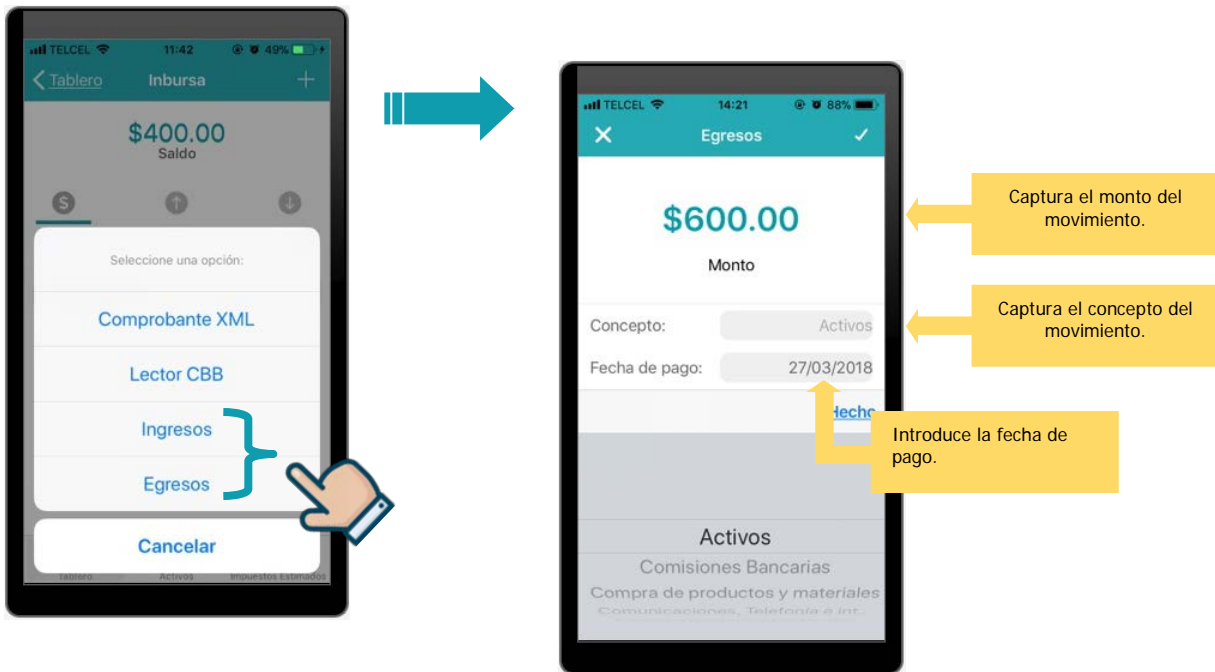 TELCEL 11:42 49%
Tablero Inbursa +
$400.00
Saldo
$
Seleccione una opción:
Comprobante XML
Lector CBB
Ingresos
Egresos
Cancelar
Tablero Activos Impuestos Estimados
TELCEL 14:21 88%
Egresos
$600.00
Monto
Concepto: Activos
Fecha de pago: 27/03/2018
Hecho
Activos
Comisiones Bancarias
Compra de productos y materiales
Comunicaciones, Telefonía e int...
Captura el monto del
movimiento.
Captura el concepto del
movimiento.
Introduce la fecha de
pago.